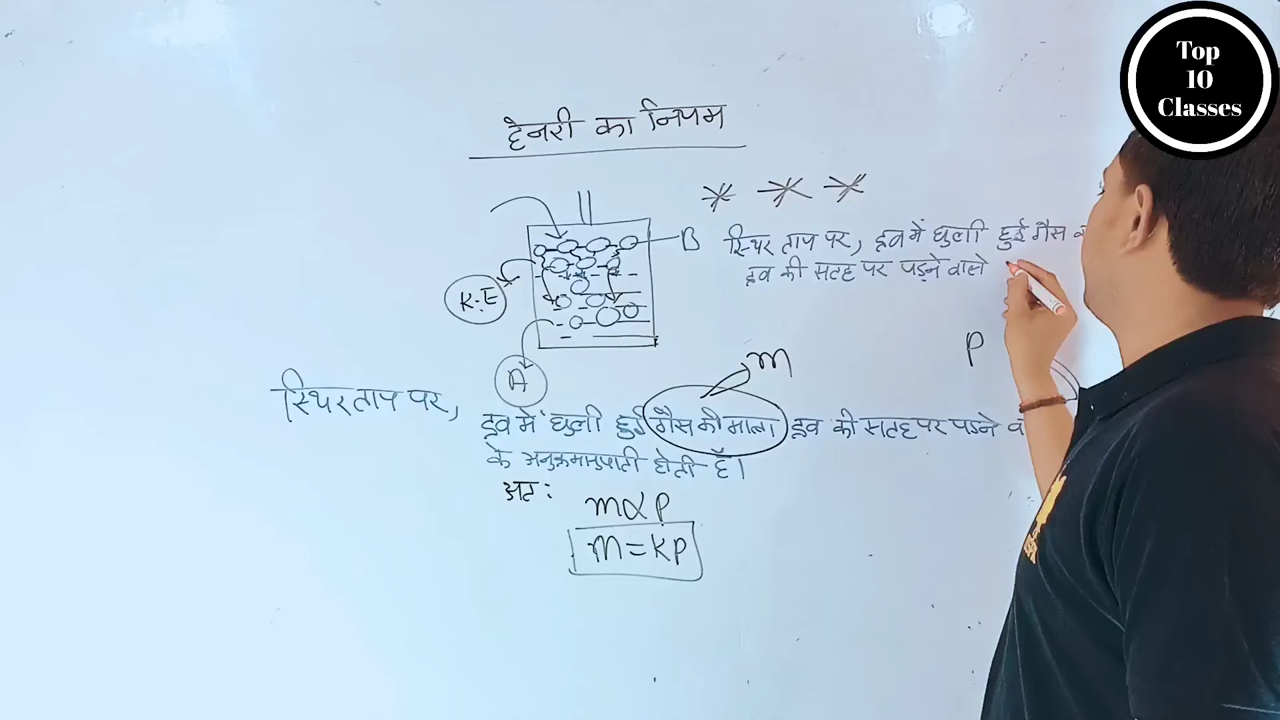 Top
10
Classes
हेनरी का नियम
B
स्थिर ताप पर, द्रव में घुली हुई गैस
द्रव की सतह पर पड़ने वाले
K.E
A
P
m
स्थिर ताप पर,
द्रव में घुली हुई गैस की मात्रा द्रव की सतह पर पडने
के अनुक्रमानुपाती होती है।
अतः
m∝P
m=KP